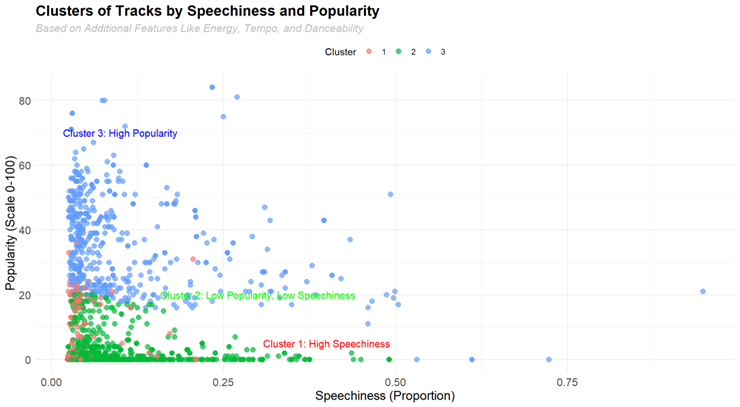 Clusters of Tracks by Speechiness and Popularity
Based on Additional Features Like Energy, Tempo, and Danceability
Cluster 1 2 3
80
Cluster 3: High Popularity
60
40
20
Cluster 2: Low Popularity, Low Speechiness
Cluster 1: High Speechiness
0
Popularity (Scale 0-100)
0.00 0.25 0.50 0.75
Speechiness (Proportion)